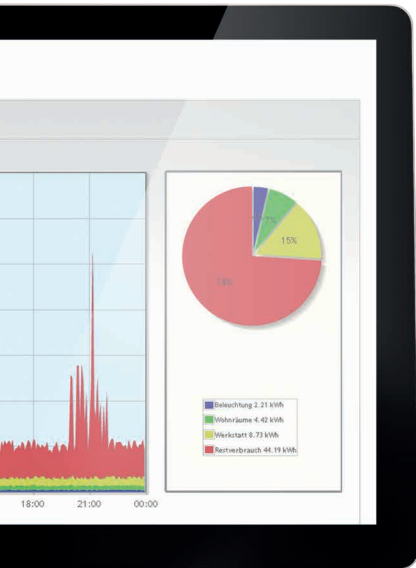 7%
15%
Beleuchtung 2.21 kWh
Wohnräume 4.42 kWh
Werkstatt 8.73 kWh
Restverbrauch 44.19 kWh
18:00 21:00 00:00